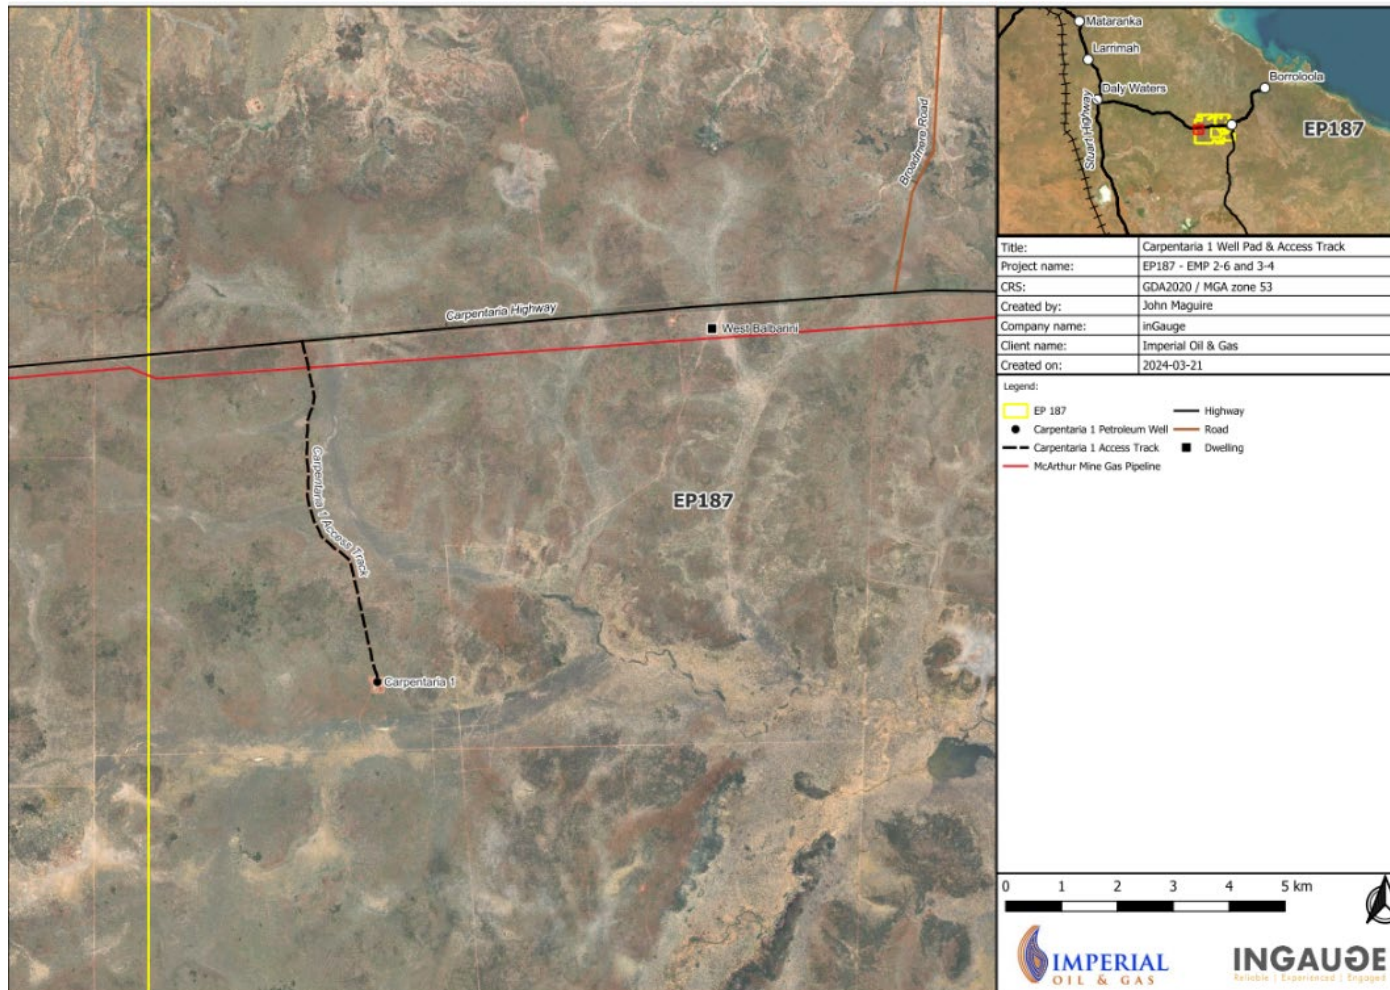 Broadmere Road
Carpentaria Highway
West Balbarini
Carpentaria 1 Access Track
EP187
Carpentaria 1
Mataranka
Larrimah
Daly Waters
Borroloola
Stuart Highway
EP187
Title: Carpentaria 1 Well Pad & Access Track
Project name: EP187 - EMP 2-6 and 3-4
CRS: GDA2020 / MGA zone 53
Created by: John Maguire
Company name: inGauge
Client name: Imperial Oil & Gas
Created on: 2024-03-21
Legend:
EP 187 Highway
Carpentaria 1 Petroleum Well Road
Carpentaria 1 Access Track Dwelling
McArthur Mine Gas Pipeline
0 1 2 3 4 5 km
IMPERIAL
OIL & GAS
INGAUGE
Reliable | Experienced | Engaged